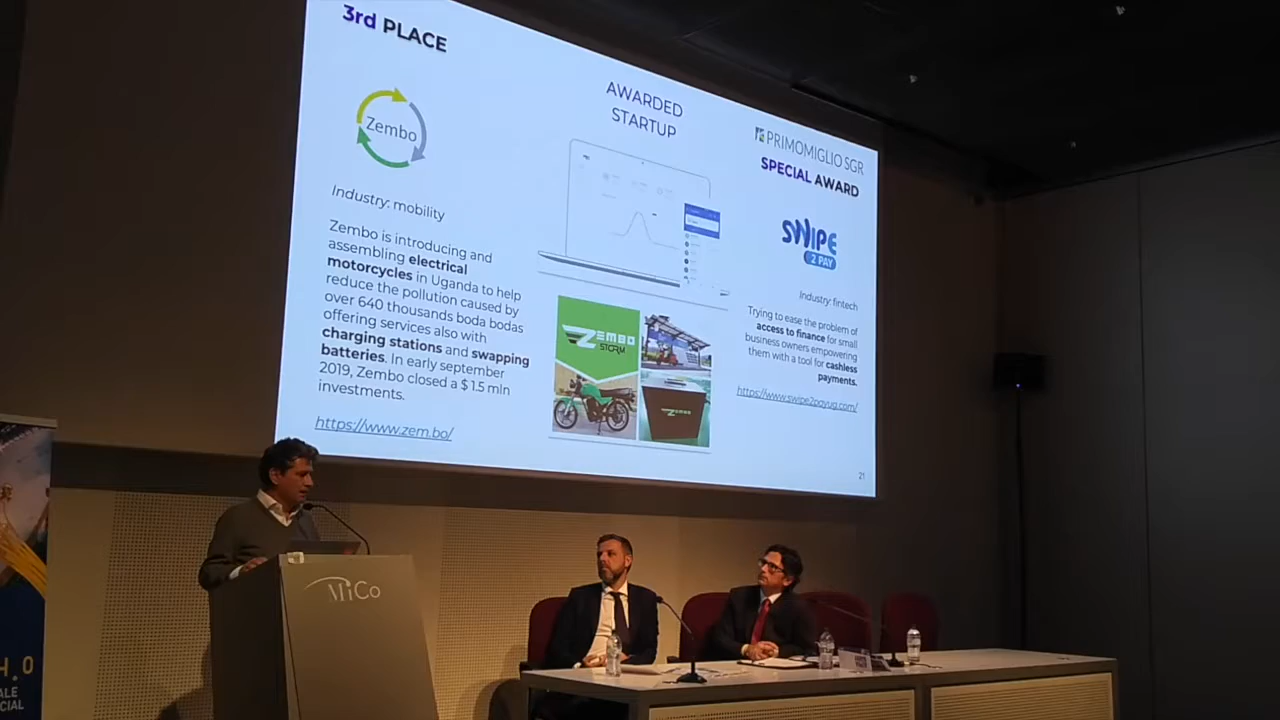 3rd PLACE
Zembo
Industry: mobility
Zembo is introducing and
assembling electrical
motorcycles in Uganda to help
reduce the pollution caused by
over 640 thousands boda bodas
offering services also with
charging stations and swapping
batteries. In early september
2019, Zembo closed a $ 1.5 mln
investments.
https://www.zem.bo/
AWARDED
STARTUP
ZEMBO
STORM
ZEMBO
PRIMOMIGLIO SGR
SPECIAL AWARD
SWIPE
2 PAY
Industry: fintech
Trying to ease the problem of
access to finance for small
business owners empowering
them with a tool for cashless
payments.
https://www.swipe2payug.com/
21
MiCo
H.0
ALE
CIAL